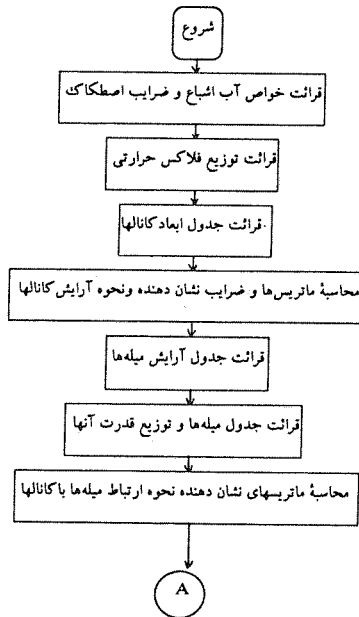 شروع
قرائت خواص آب اشباع و ضرایب اصطکاک
قرائت توزیع فلاکس حرارتی
قرائت جدول ابعاد کانالها
محاسبهٔ ماتریس‌ها و ضرایب نشان دهنده ونحوه آرایش کانالها
قرائت جدول آرایش میله‌ها
قرائت جدول میله‌ها و توزیع قدرت آنها
محاسبهٔ ماتریسهای نشان دهنده نحوه ارتباط میله‌ها باکانالها
A